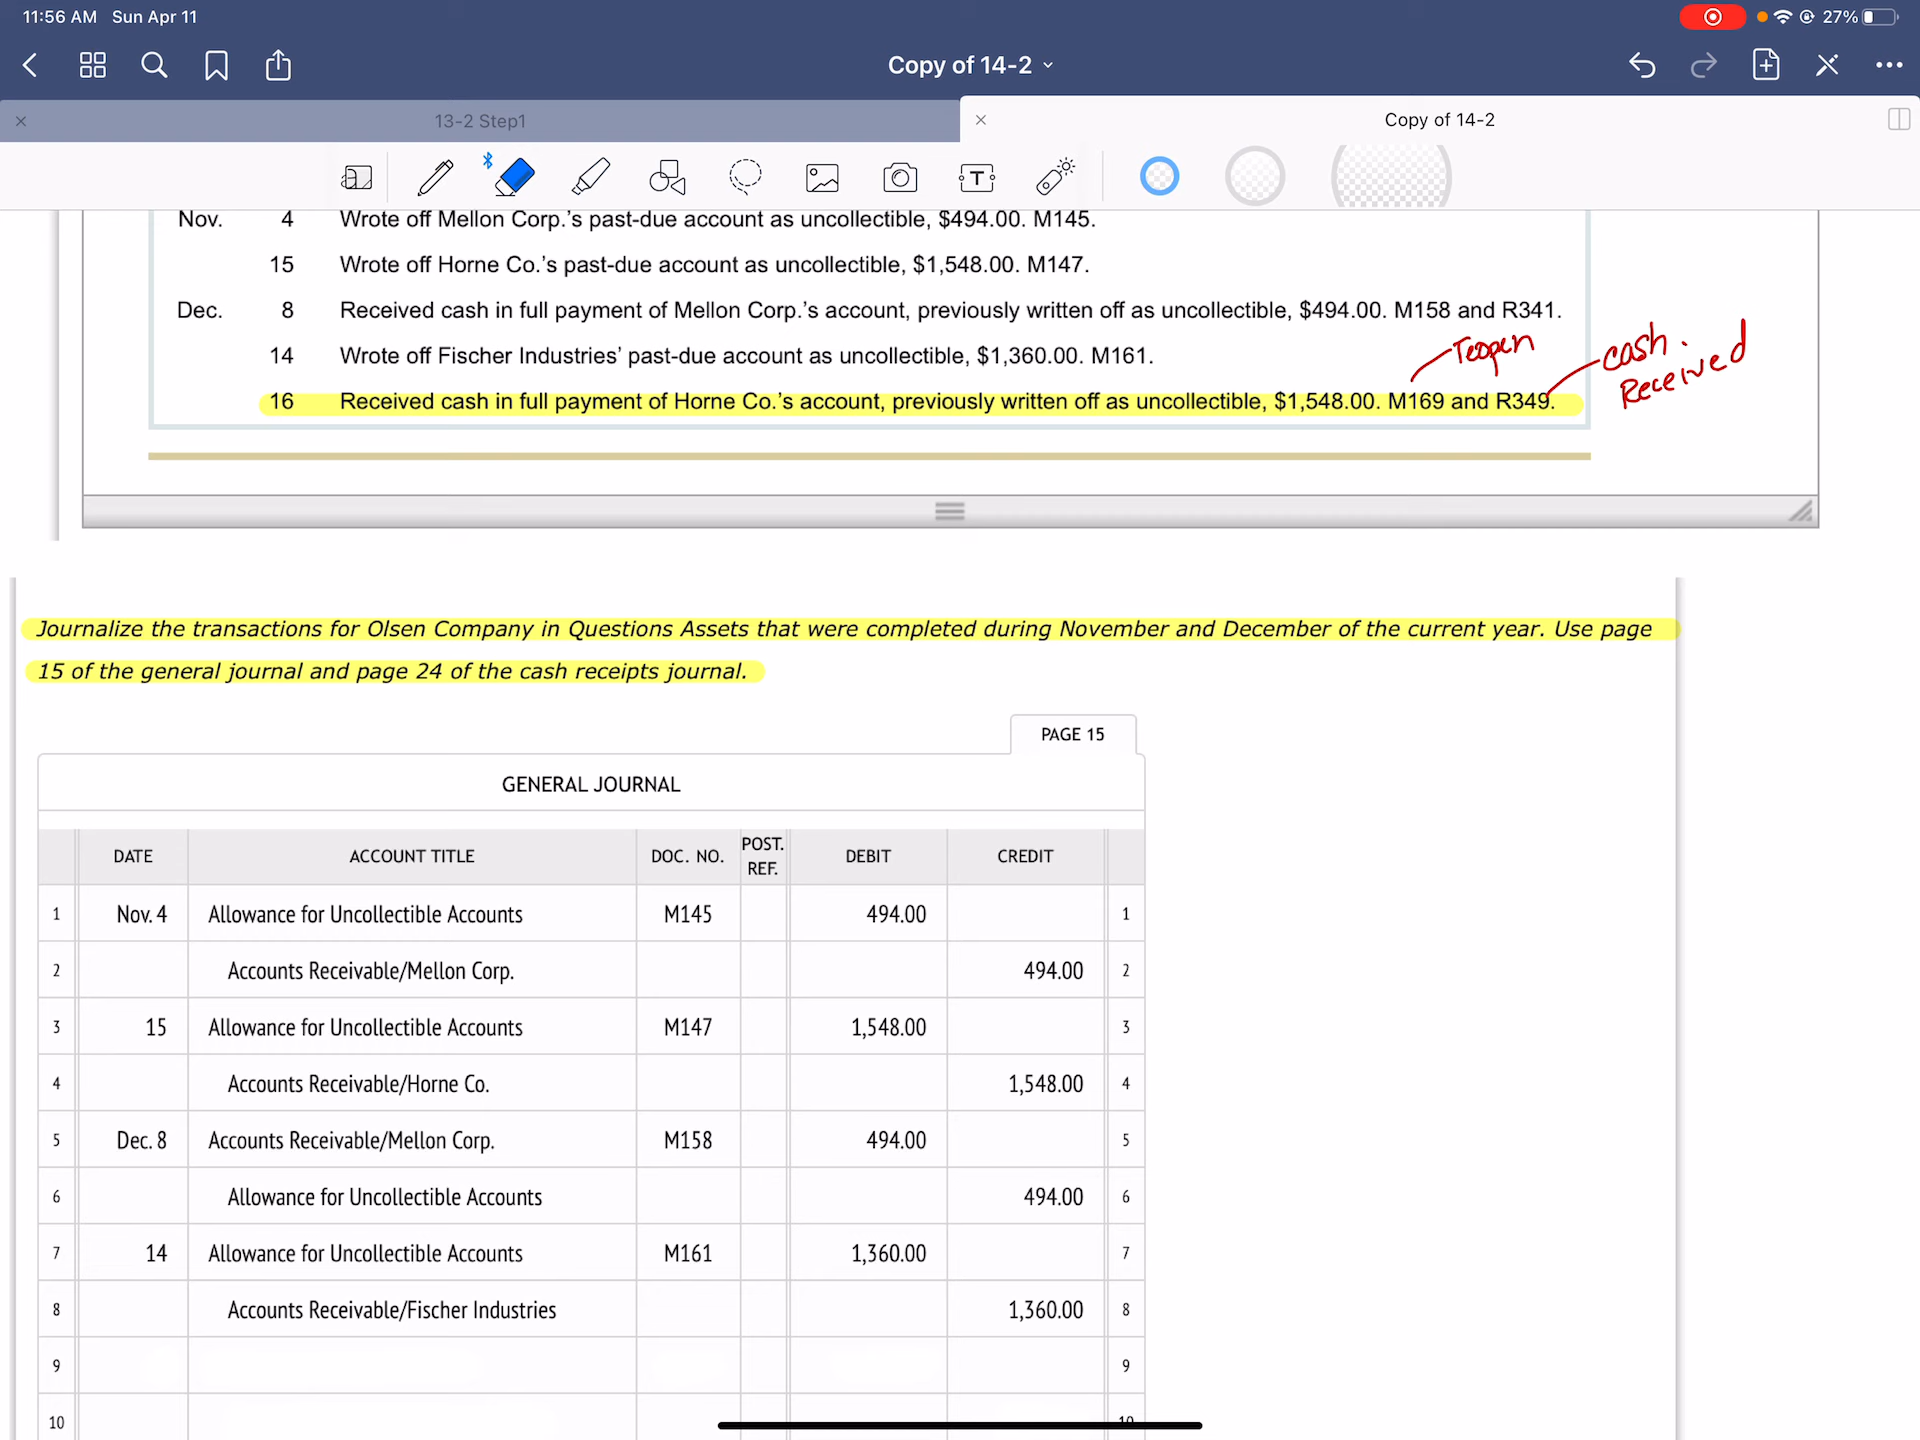 11:56 AM Sun Apr 11
27%
Copy of 14-2
13-2 Step1
Copy of 14-2
Nov. 4 Wrote off Mellon Corp.'s past-due account as uncollectible, $494.00. M145.
15 Wrote off Horne Co.'s past-due account as uncollectible, $1,548.00. M147.
Dec. 8 Received cash in full payment of Mellon Corp.'s account, previously written off as uncollectible, $494.00. M158 and R341.
14 Wrote off Fischer Industries' past-due account as uncollectible, $1,360.00. M161.
reopen
cash.
Received
16 Received cash in full payment of Horne Co.'s account, previously written off as uncollectible, $1,548.00. M169 and R349.
Journalize the transactions for Olsen Company in Questions Assets that were completed during November and December of the current year. Use page
15 of the general journal and page 24 of the cash receipts journal.
PAGE 15
GENERAL JOURNAL
DATE ACCOUNT TITLE DOC. NO. POST. REF. DEBIT CREDIT
1 Nov. 4 Allowance for Uncollectible Accounts M145 494.00 1
2 Accounts Receivable/Mellon Corp. 494.00 2
3 15 Allowance for Uncollectible Accounts M147 1,548.00 3
4 Accounts Receivable/Horne Co. 1,548.00 4
5 Dec. 8 Accounts Receivable/Mellon Corp. M158 494.00 5
6 Allowance for Uncollectible Accounts 494.00 6
7 14 Allowance for Uncollectible Accounts M161 1,360.00 7
8 Accounts Receivable/Fischer Industries 1,360.00 8
9 9
10 10